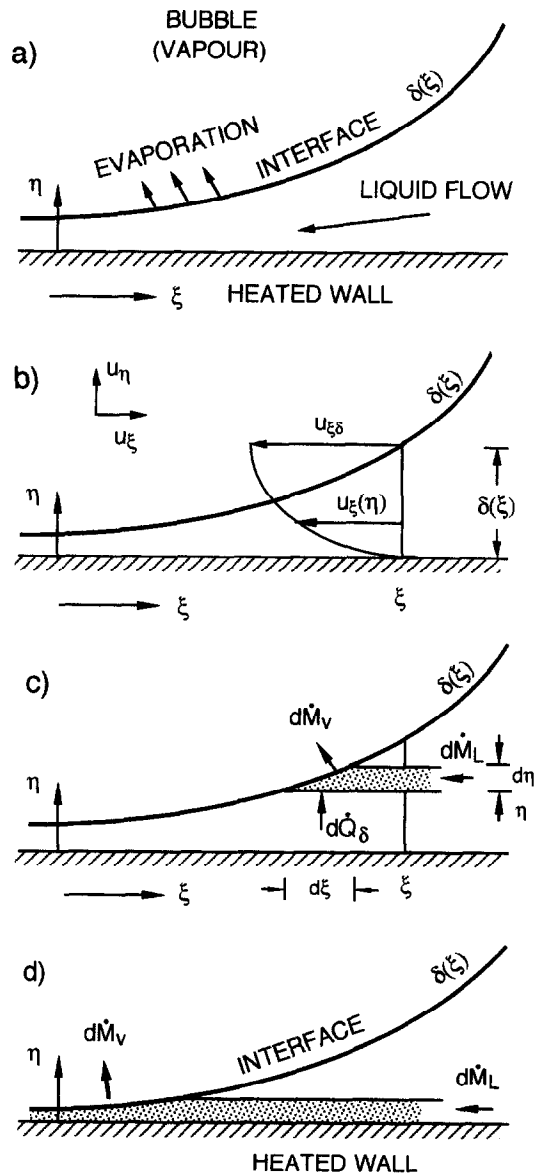 a)
BUBBLE
(VAPOUR)
δ(ξ)
EVAPORATION
INTERFACE
η
LIQUID FLOW
ξ
HEATED WALL
b)
uη
uξ
δ(ξ)
uξδ
η
uξ(η)
δ(ξ)
ξ
ξ
c)
δ(ξ)
dṀv
dṀL
η
dη
η
dQ̇δ
dξ
ξ
ξ
d)
δ(ξ)
dṀv
INTERFACE
η
dṀL
HEATED WALL